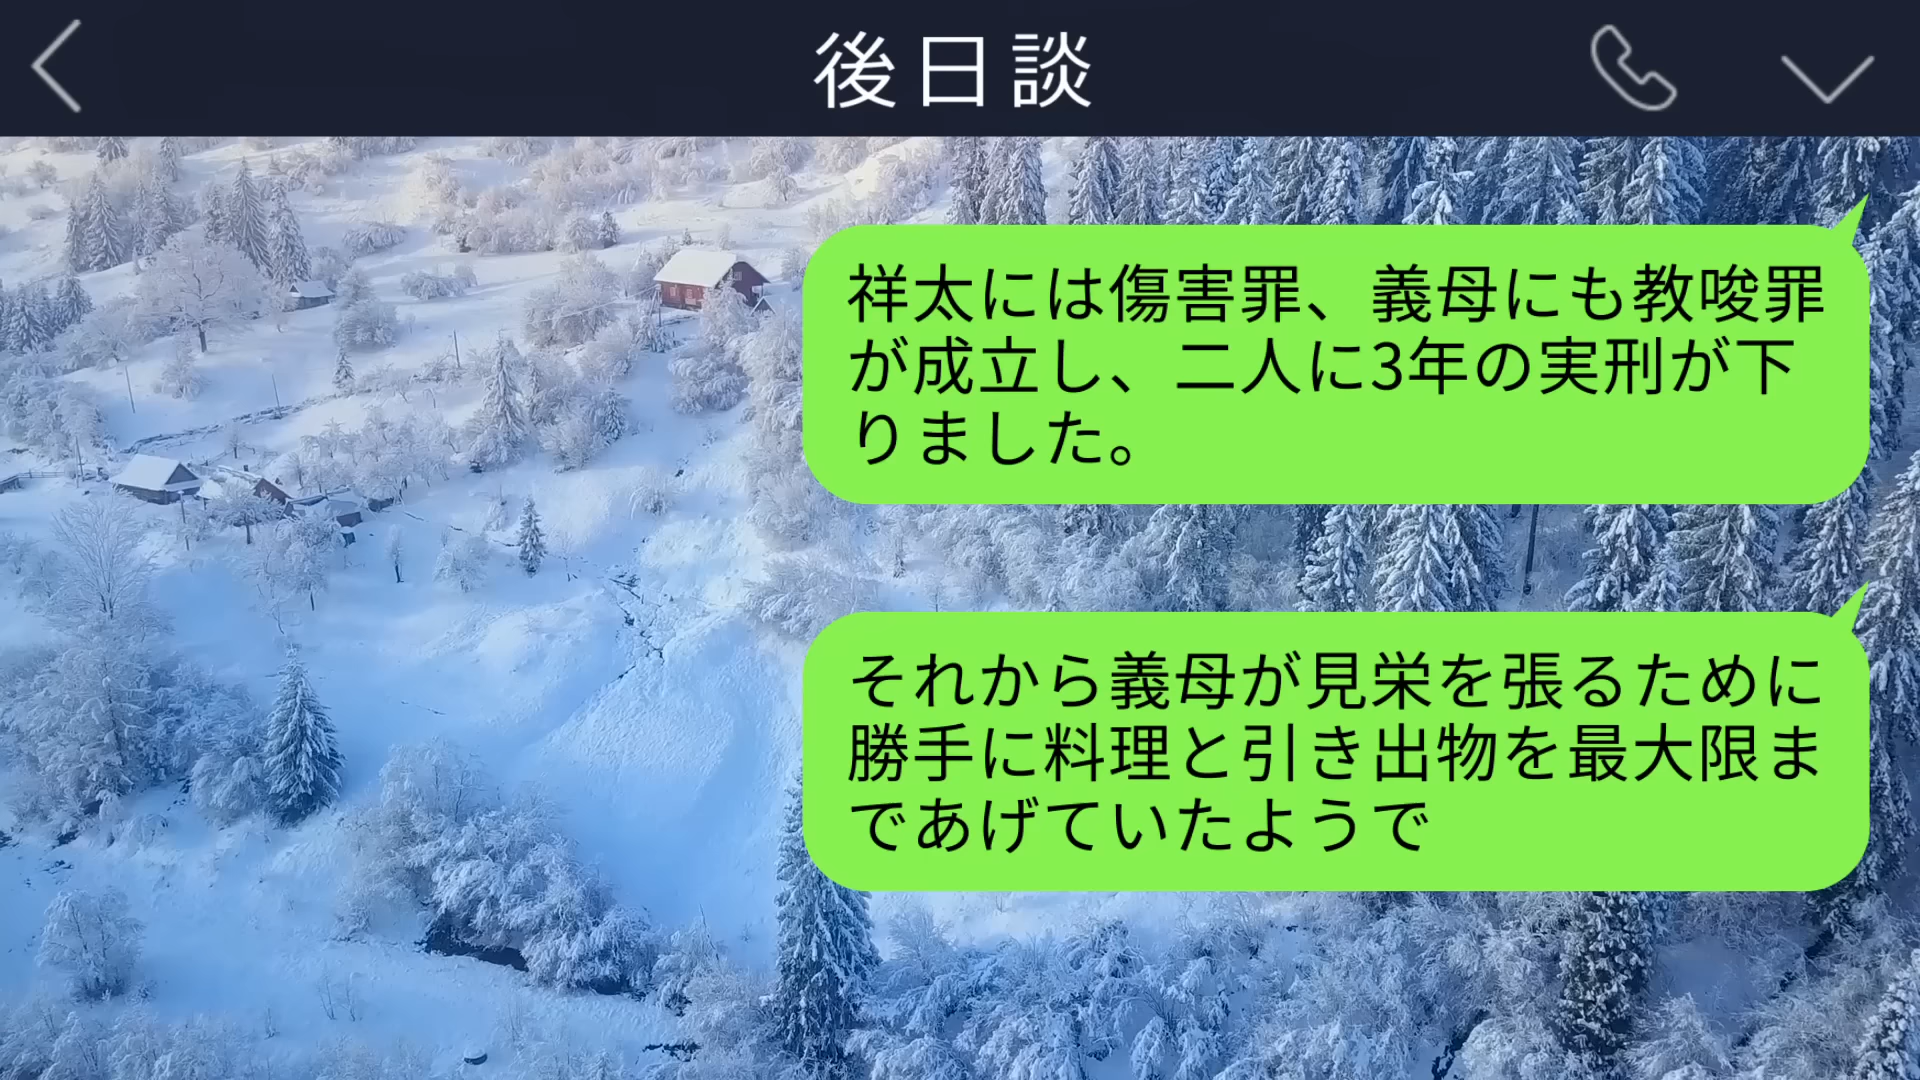 後日談
祥太には傷害罪、義母にも教唆罪
が成立し、二人に3年の実刑が下
りました。
それから義母が見栄を張るために
勝手に料理と引き出物を最大限ま
であげていたようで